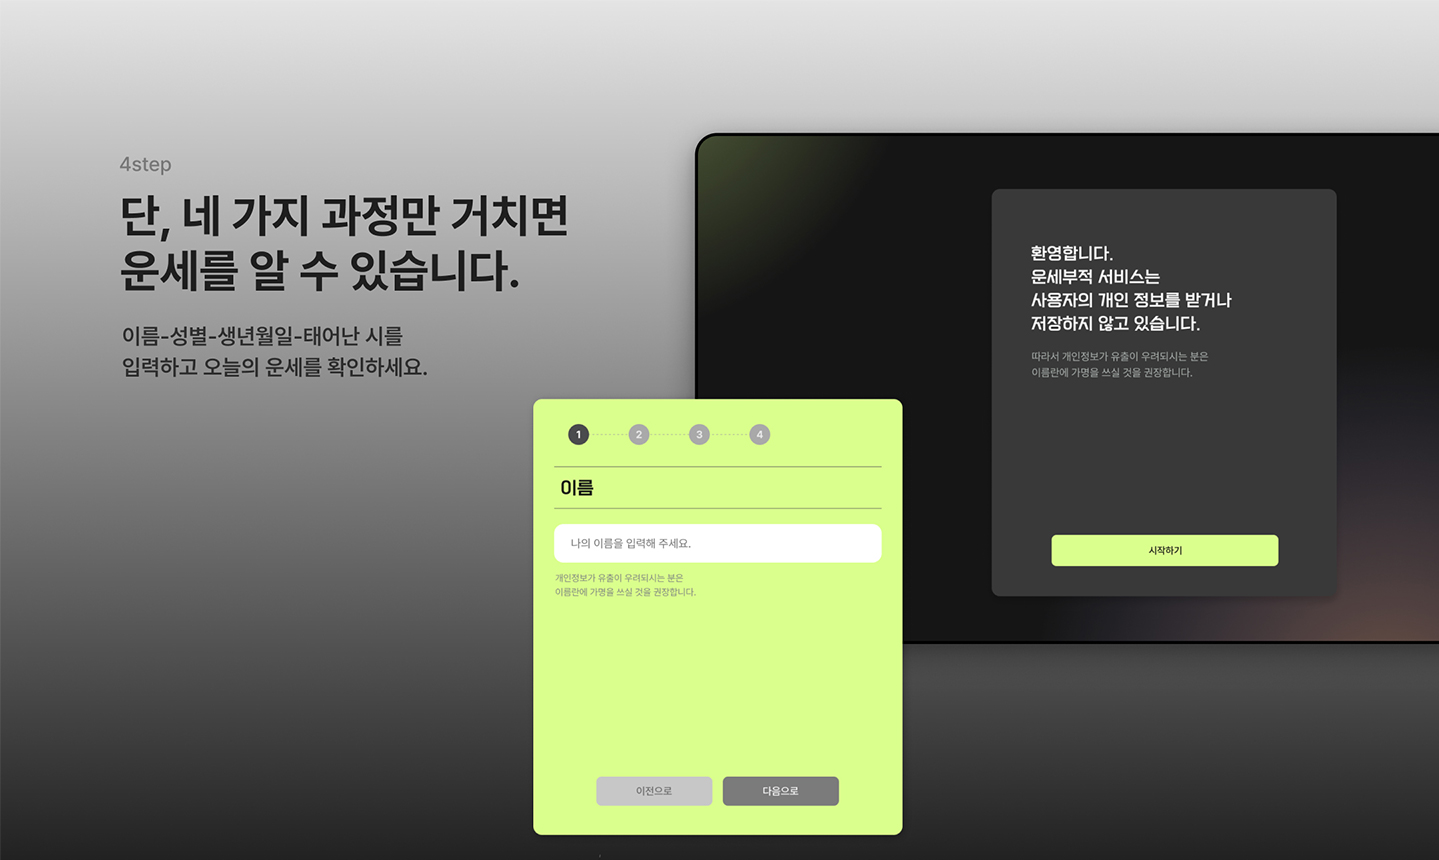 4step
단, 네 가지 과정만 거치면
운세를 알 수 있습니다.
이름-성별-생년월일-태어난 시를
입력하고 오늘의 운세를 확인하세요.
환영합니다.
운세부적 서비스는
사용자의 개인 정보를 받거나
저장하지 않고 있습니다.
따라서 개인정보가 유출이 우려되시는 분은
이름란에 가명을 쓰실 것을 권장합니다.
시작하기
1 2 3 4
이름
나의 이름을 입력해 주세요.
개인정보가 유출이 우려되시는 분은
이름란에 가명을 쓰실 것을 권장합니다.
이전으로 다음으로